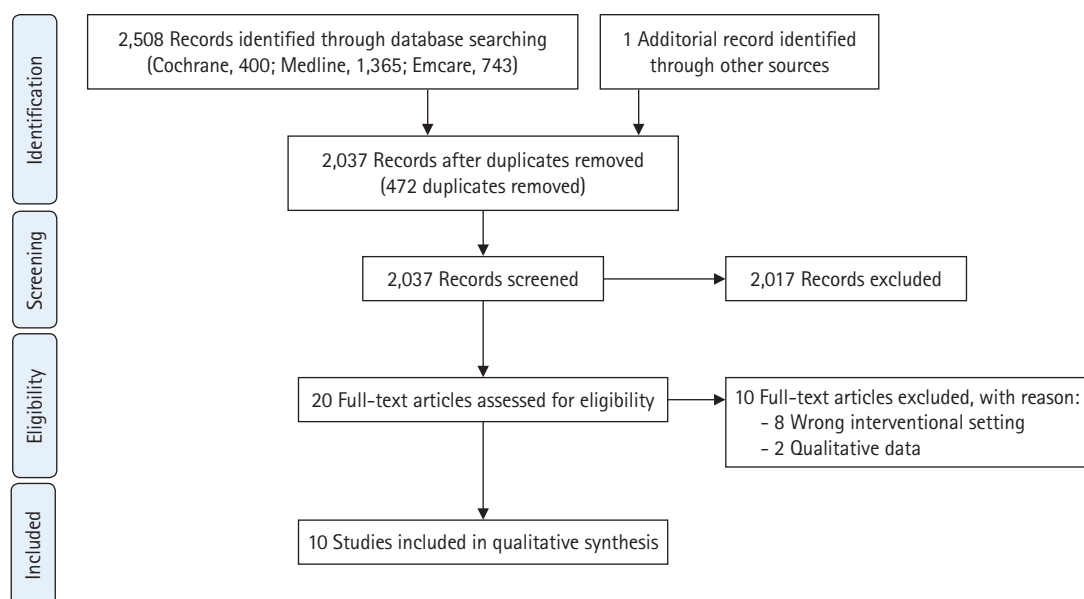 Identification
2,508 Records identified through database searching
(Cochrane, 400; Medline, 1,365; Emcare, 743)
1 Additorial record identified
through other sources
2,037 Records after duplicates removed
(472 duplicates removed)
Screening
2,037 Records screened
2,017 Records excluded
Eligibility
20 Full-text articles assessed for eligibility
10 Full-text articles excluded, with reason:
- 8 Wrong interventional setting
- 2 Qualitative data
Included
10 Studies included in qualitative synthesis